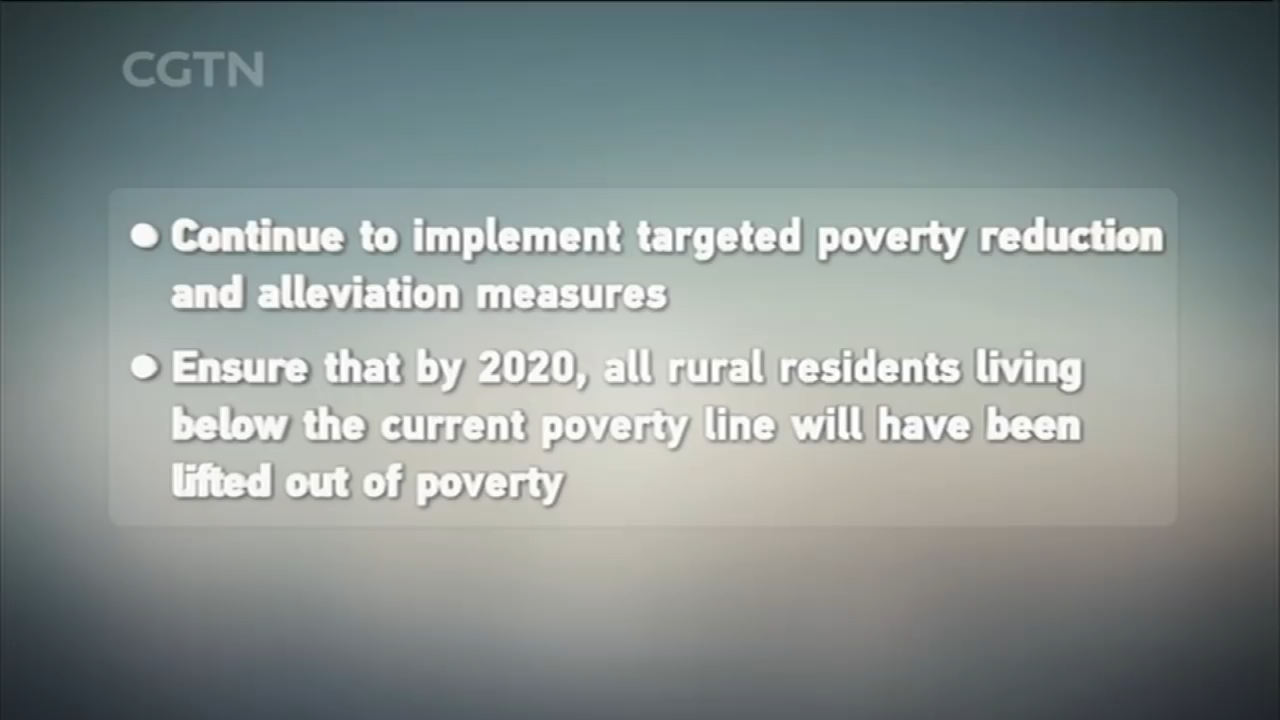 CGTN
● Continue to implement targeted poverty reduction
and alleviation measures
● Ensure that by 2020, all rural residents living
below the current poverty line will have been
lifted out of poverty